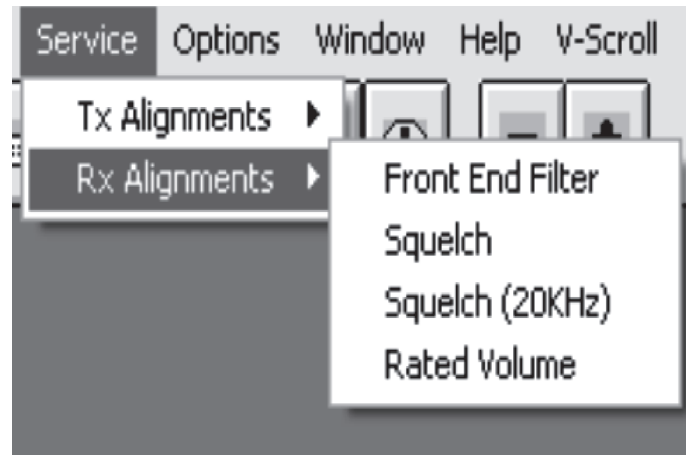 Service Options Window Help V-Scroll
Tx Alignments
Rx Alignments
Front End Filter
Squelch
Squelch (20KHz)
Rated Volume